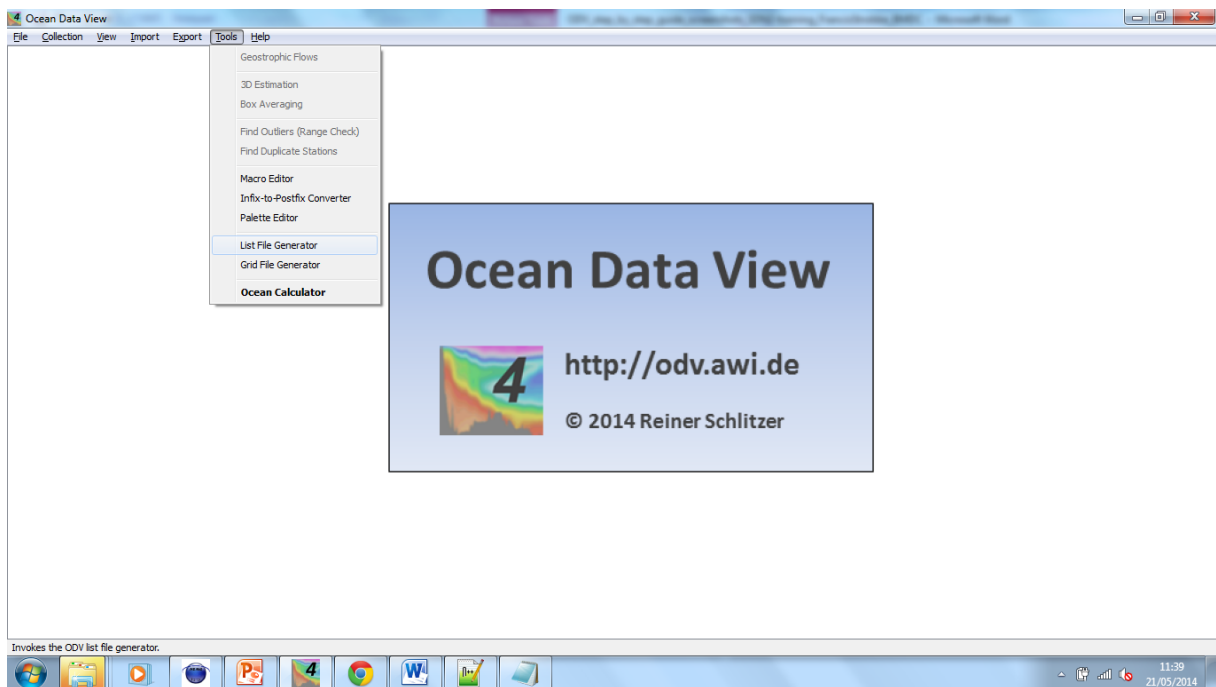 Ocean Data View
File Collection View Import Export Tools Help
Geostrophic Flows
3D Estimation
Box Averaging
Find Outliers (Range Check)
Find Duplicate Stations
Macro Editor
Infix-to-Postfix Converter
Palette Editor
List File Generator
Grid File Generator
Ocean Calculator
Ocean Data View
4
http://odv.awi.de
© 2014 Reiner Schlitzer
Invokes the ODV list file generator.
11:39
21/05/2014